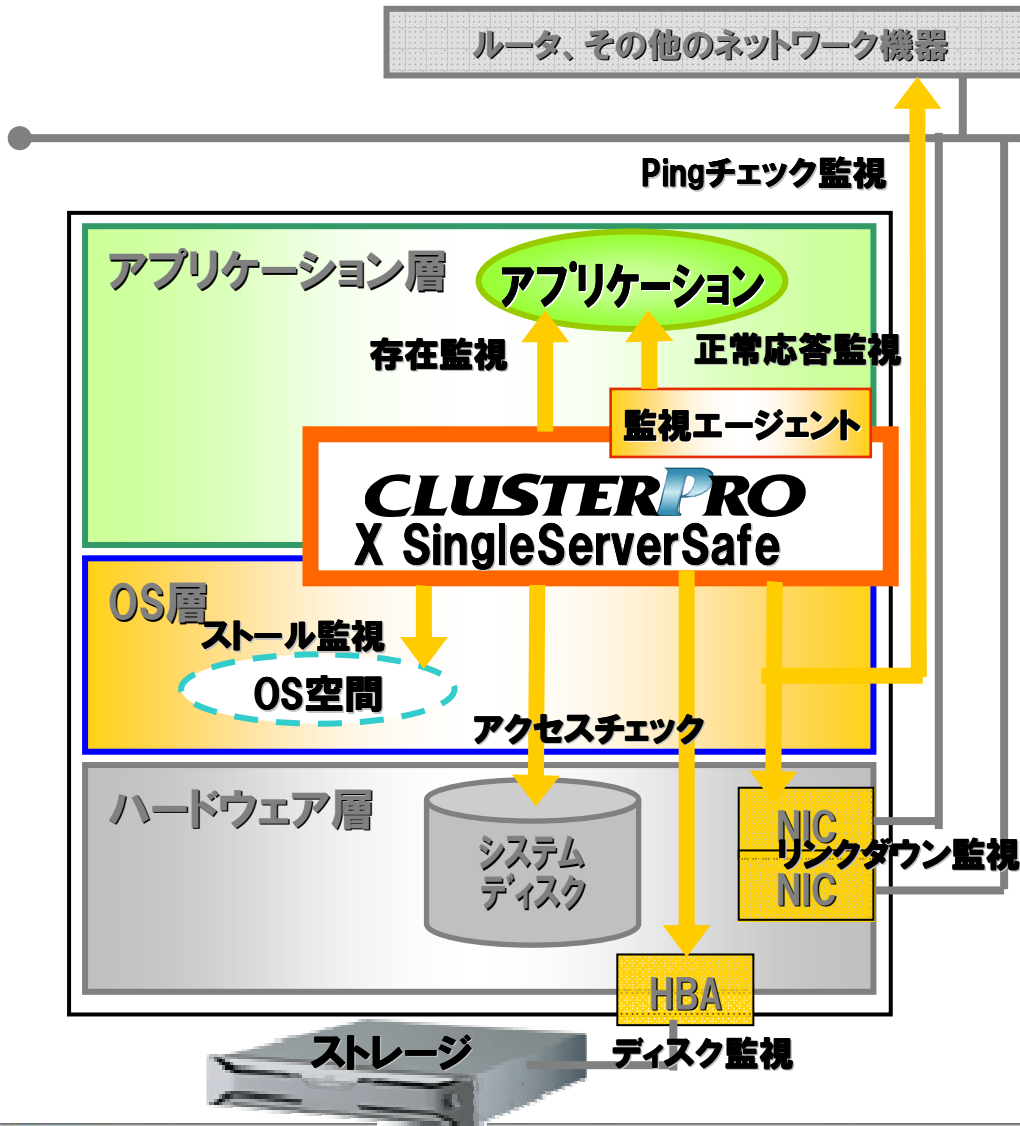 ルータ、その他のネットワーク機器
Pingチェック監視
アプリケーション層
アプリケーション
存在監視
正常応答監視
監視エージェント
CLUSTERPRO
X SingleServerSafe
OS層
ストール監視
OS空間
アクセスチェック
ハードウェア層
システム
ディスク
NIC
リンクダウン監視
NIC
HBA
ストレージ
ディスク監視